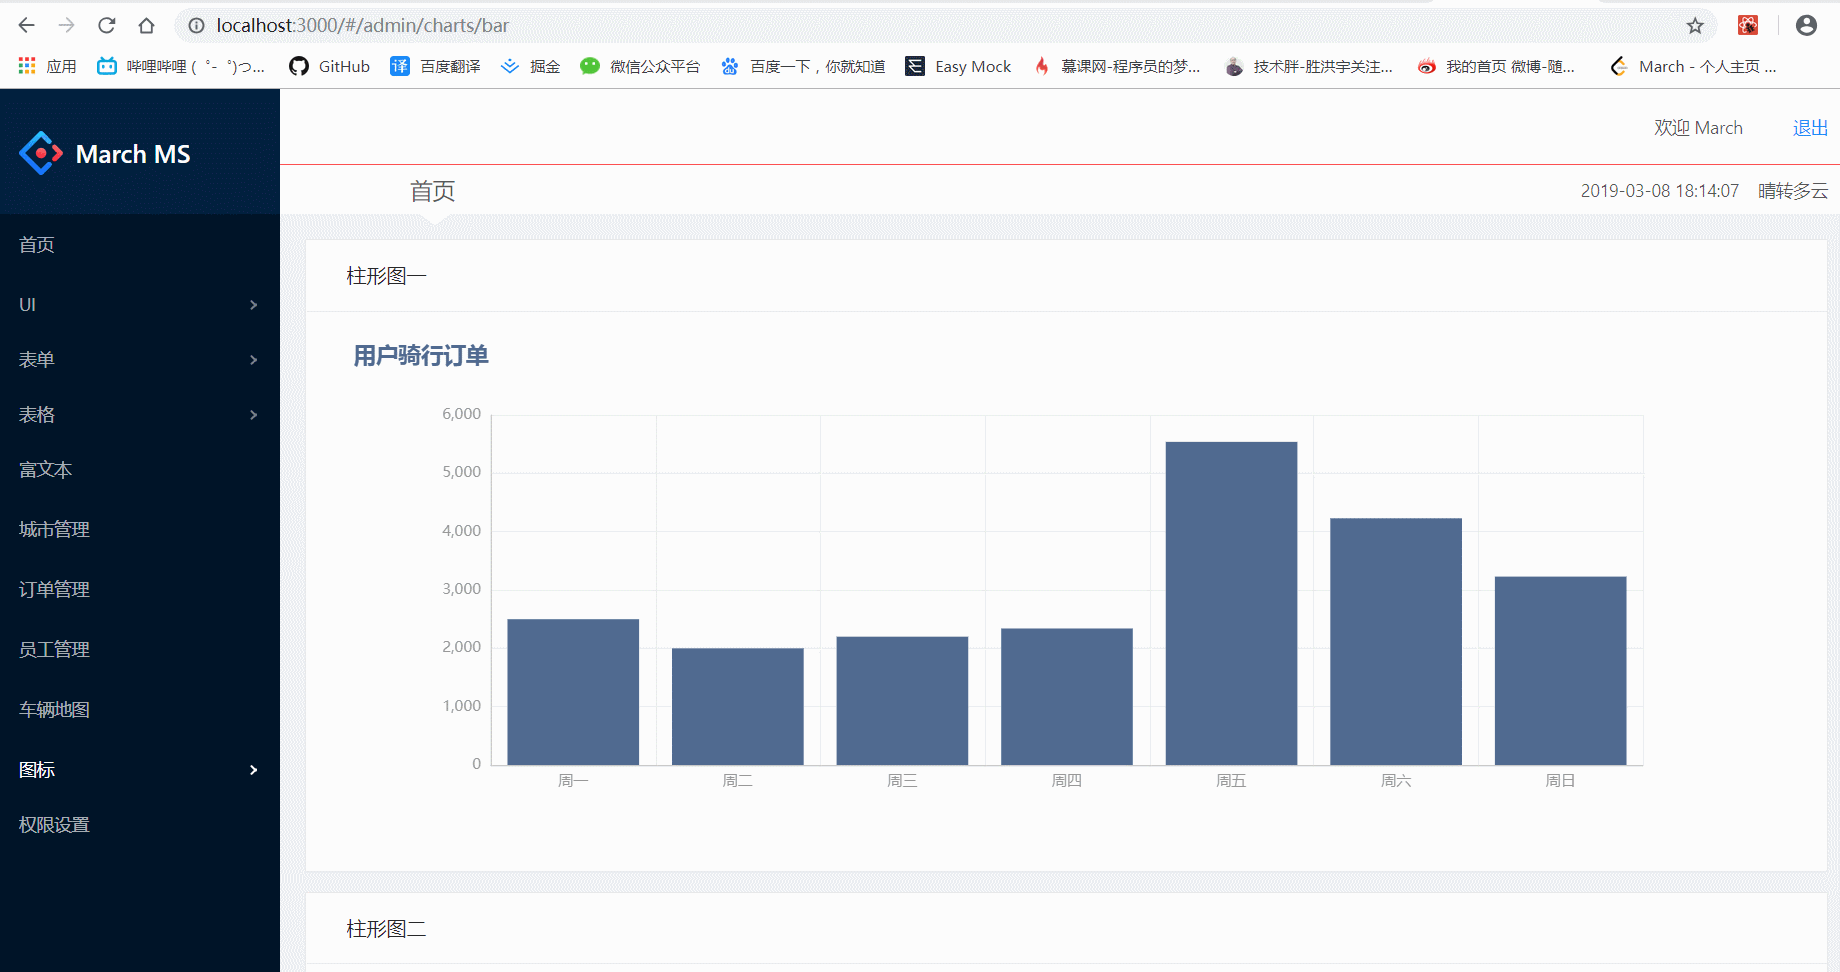 localhost:3000/#/admin/charts/bar
应用 哔哩哔哩 ( ゜- ゜)つ... GitHub 百度翻译 掘金 微信公众平台 百度一下，你就知道 Easy Mock 慕课网-程序员的梦... 技术胖-胜洪宇关注... 我的首页 微博-随... March - 个人主页 ...
March MS
欢迎 March 退出
首页 2019-03-08 18:14:07 晴转多云
首页
UI
表单
表格
富文本
城市管理
订单管理
员工管理
车辆地图
图标
权限设置
柱形图一
用户骑行订单
6,000
5,000
4,000
3,000
2,000
1,000
0
周一 周二 周三 周四 周五 周六 周日
柱形图二